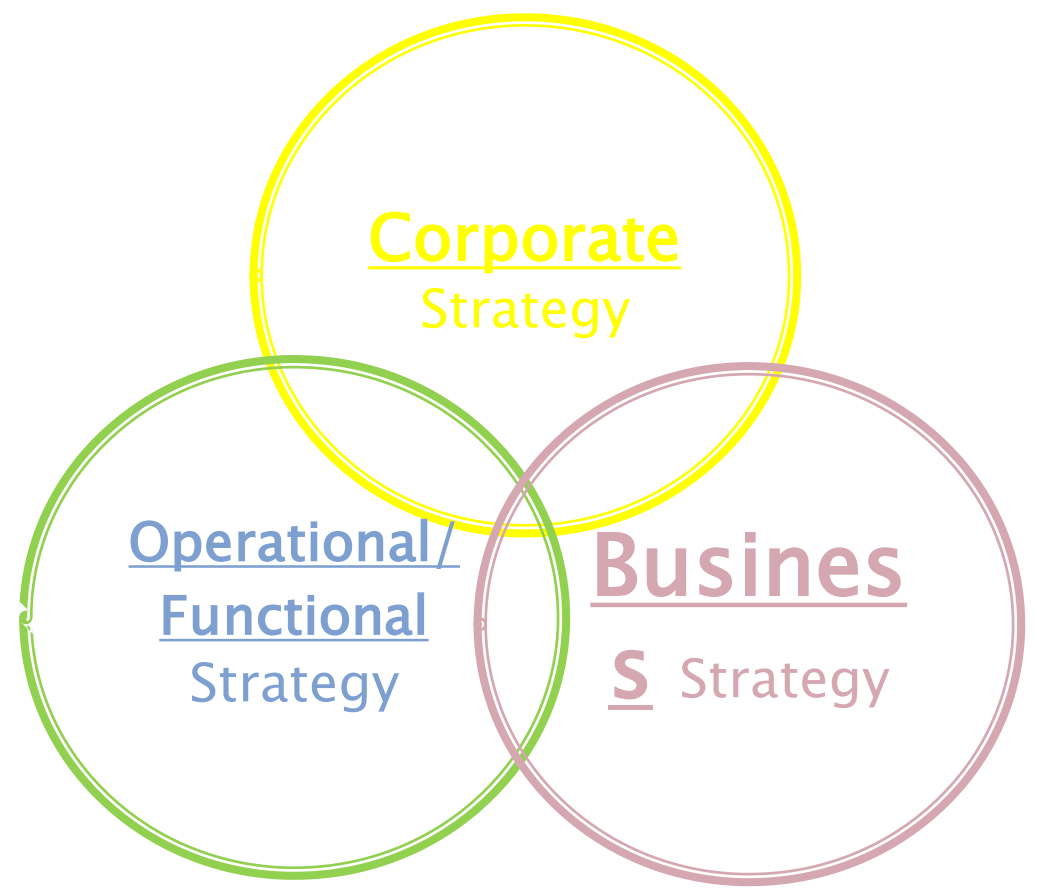 Corporate
Strategy
Operational/
Functional
Strategy
Busines
s Strategy